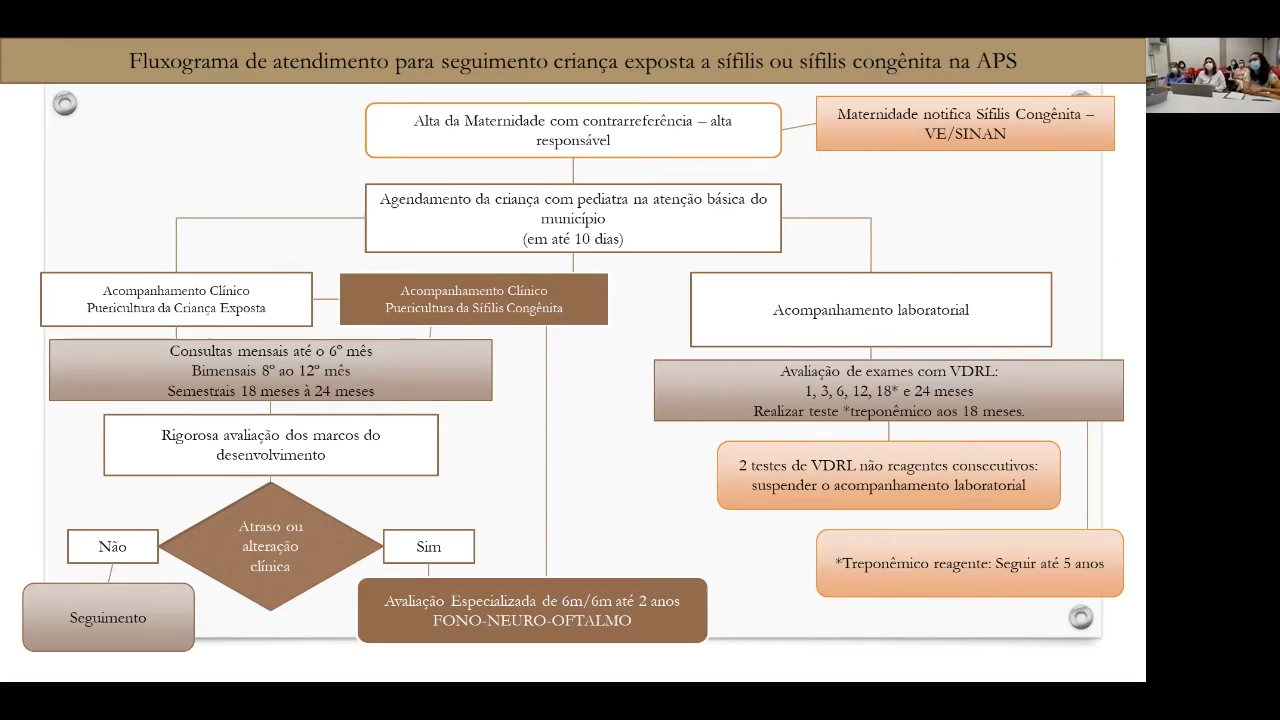 Fluxograma de atendimento para seguimento criança exposta a sífilis ou sífilis congênita na APS
Alta da Maternidade com contrarreferência – alta
responsável
Maternidade notifica Sífilis Congênita –
VE/SINAN
Agendamento da criança com pediatra na atenção básica do
município
(em até 10 dias)
Acompanhamento Clínico
Puericultura da Criança Exposta
Acompanhamento Clínico
Puericultura da Sífilis Congênita
Acompanhamento laboratorial
Consultas mensais até o 6º mês
Bimensais 8º ao 12º mês
Semestrais 18 meses à 24 meses
Avaliação de exames com VDRL:
1, 3, 6, 12, 18* e 24 meses
Realizar teste *treponêmico aos 18 meses.
Rigorosa avaliação dos marcos do
desenvolvimento
2 testes de VDRL não reagentes consecutivos:
suspender o acompanhamento laboratorial
Atraso ou
alteração
clínica
Não
Sim
*Treponêmico reagente: Seguir até 5 anos
Seguimento
Avaliação Especializada de 6m/6m até 2 anos
FONO-NEURO-OFTALMO